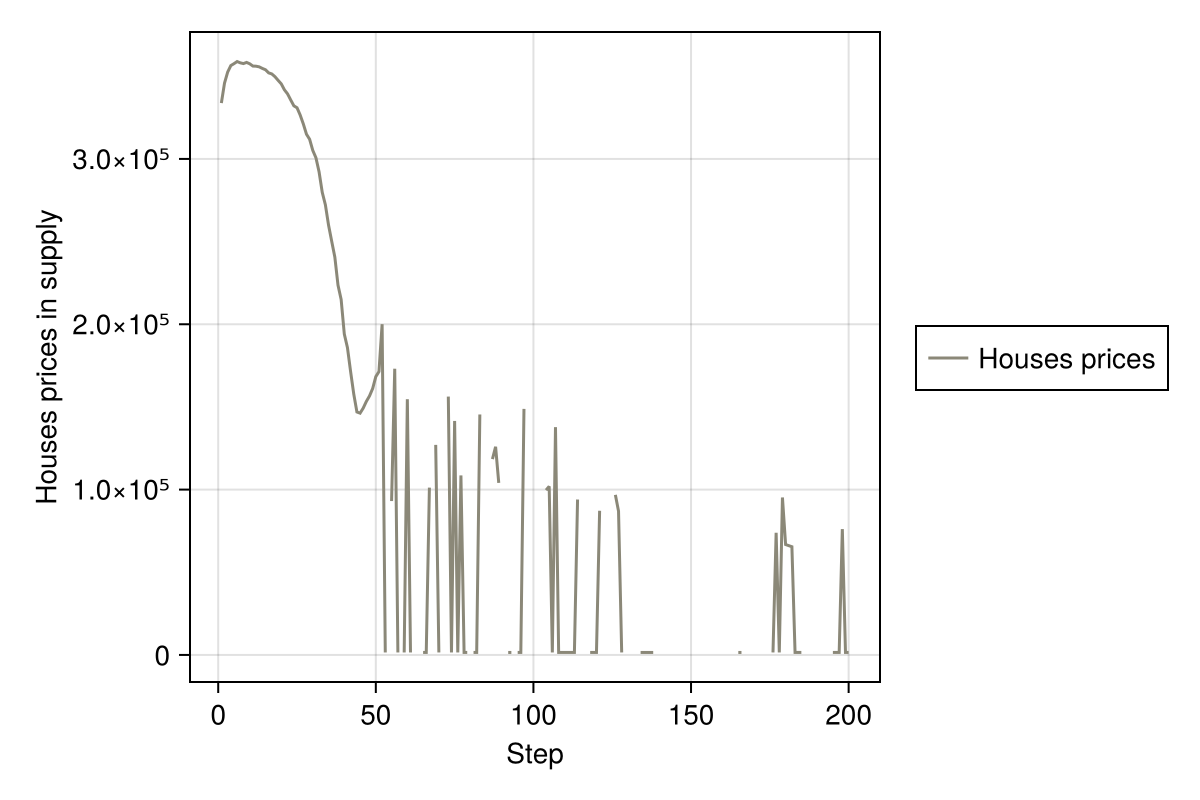 Houses prices in supply
3.0×10⁵
2.0×10⁵
1.0×10⁵
0
0 50 100 150 200
Step
Houses prices